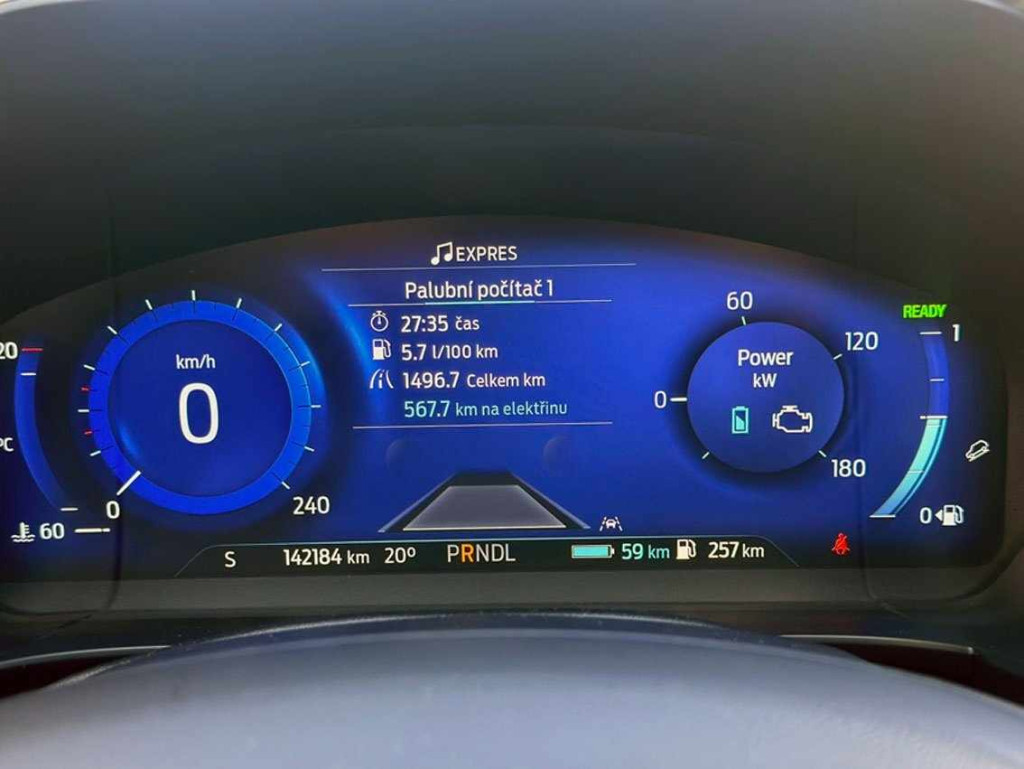 EXPRES
Palubní počítač 1
27:35 čas
5.7 l/100 km
1496.7 Celkem km
567.7 km na elektřinu
km/h
0
0
240
20
°C
60
60
120
0
180
Power
kW
READY
1
0
S 142184 km 20° PRNDL 59 km 257 km